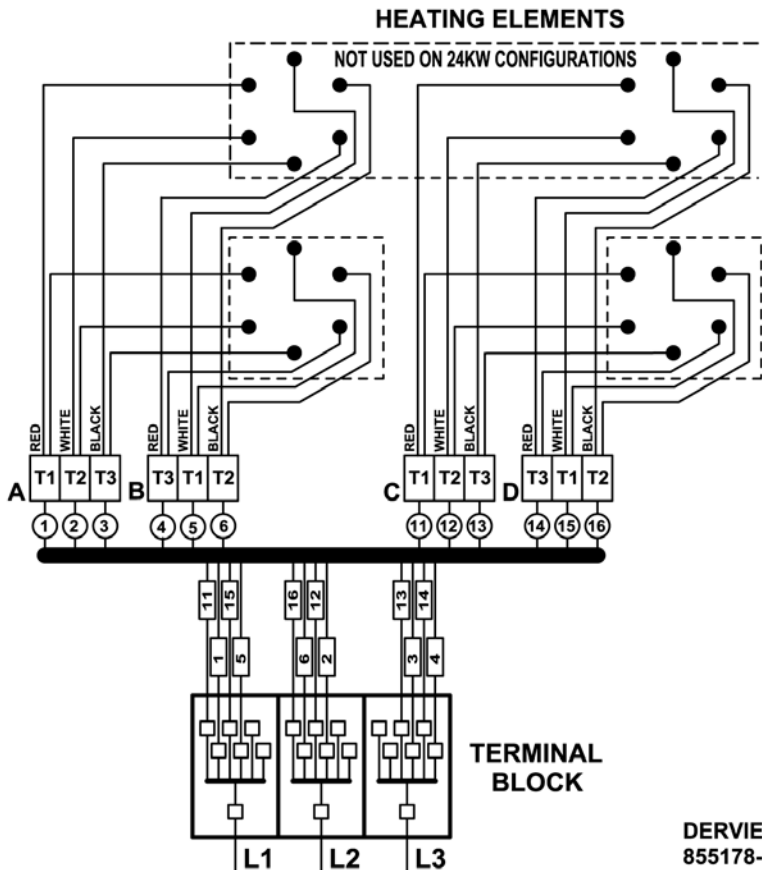 HEATING ELEMENTS
NOT USED ON 24KW CONFIGURATIONS
RED WHITE BLACK RED WHITE BLACK RED WHITE BLACK RED WHITE BLACK
A T1 T2 T3 B T3 T1 T2 C T1 T2 T3 D T3 T1 T2
1 2 3 4 5 6 11 12 13 14 15 16
11 15 16 12 13 14
1 5 6 2 3 4
TERMINAL
BLOCK
L1 L2 L3
DERVIE
855178-